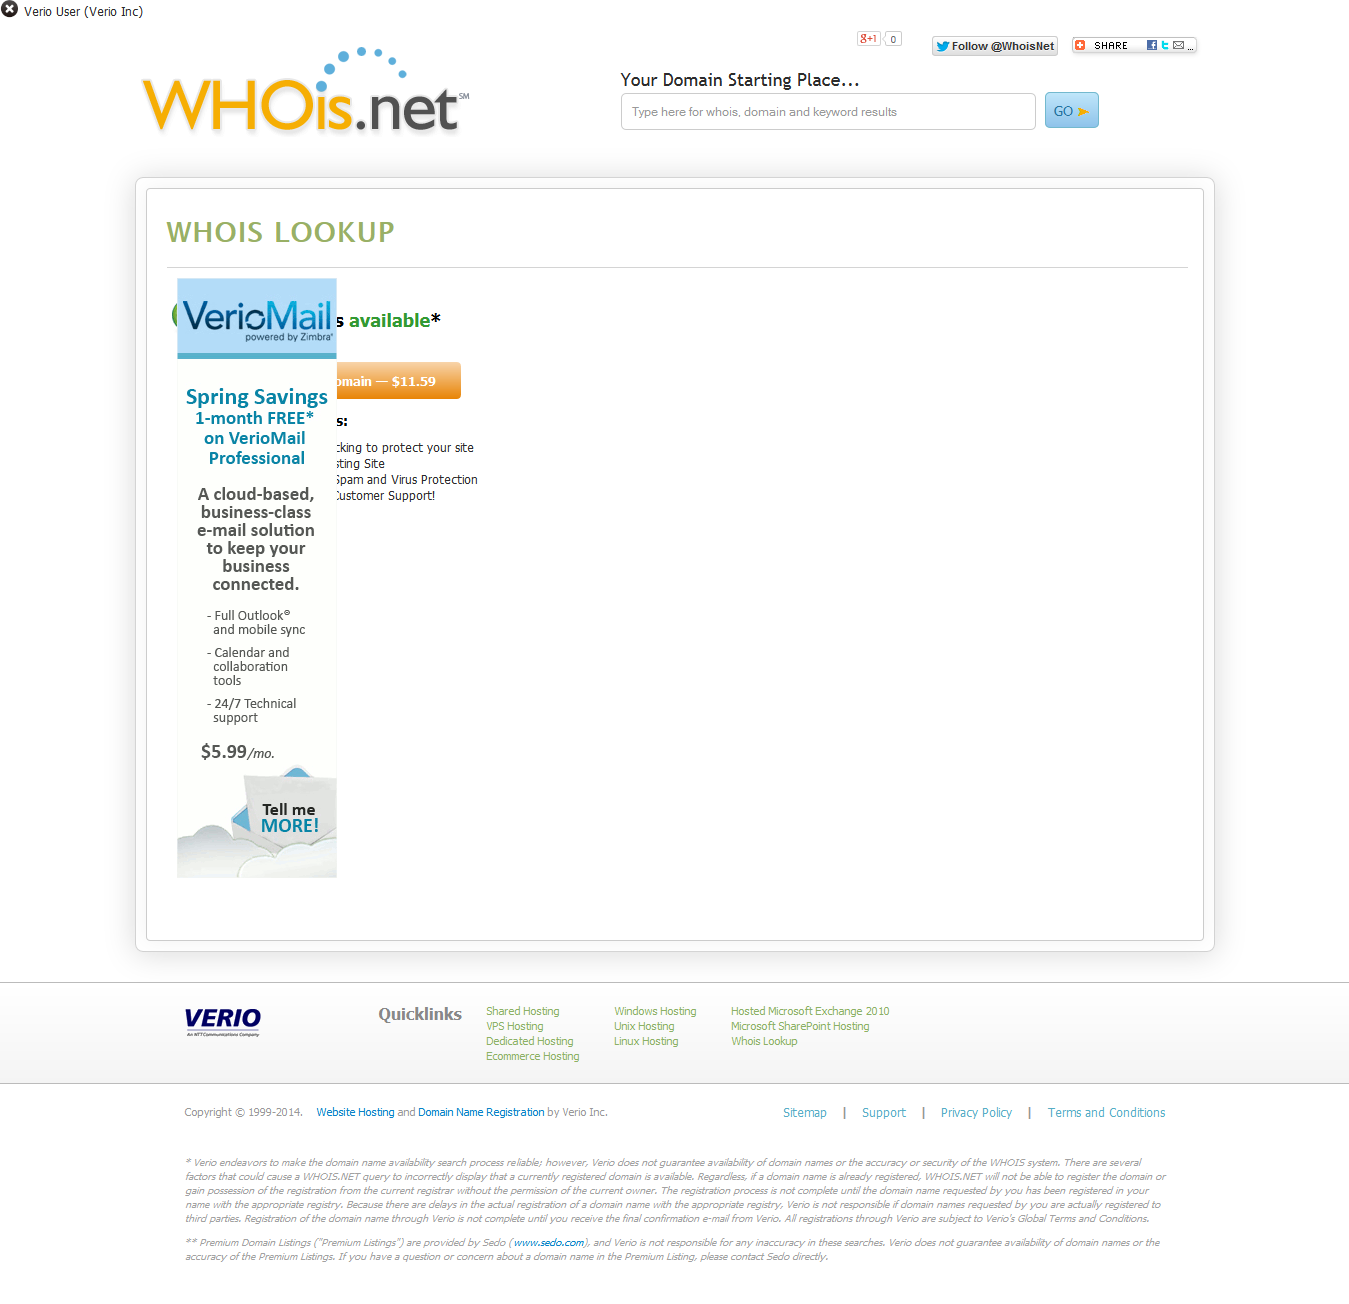 Verio User (Verio Inc)
g+1 0
Follow @WhoisNet
SHARE ...
WHOis.net SM
Your Domain Starting Place...
Type here for whois, domain and keyword results
GO
WHOIS LOOKUP
VerioMail
powered by Zimbra®
s available*
omain — $11.59
s:
cking to protect your site
sting Site
Spam and Virus Protection
Customer Support!
Spring Savings
1-month FREE*
on VerioMail
Professional
A cloud-based,
business-class
e-mail solution
to keep your
business
connected.
- Full Outlook®
and mobile sync
- Calendar and
collaboration
tools
- 24/7 Technical
support
$5.99/mo.
Tell me
MORE!
VERIO
An NTT Communications Company
Quicklinks
Shared Hosting
VPS Hosting
Dedicated Hosting
Ecommerce Hosting
Windows Hosting
Unix Hosting
Linux Hosting
Hosted Microsoft Exchange 2010
Microsoft SharePoint Hosting
Whois Lookup
Copyright © 1999-2014. Website Hosting and Domain Name Registration by Verio Inc.
Sitemap | Support | Privacy Policy | Terms and Conditions
* Verio endeavors to make the domain name availability search process reliable; however, Verio does not guarantee availability of domain names or the accuracy or security of the WHOIS system. There are several
factors that could cause a WHOIS.NET query to incorrectly display that a currently registered domain is available. Regardless, if a domain name is already registered, WHOIS.NET will not be able to register the domain or
gain possession of the registration from the current registrar without the permission of the current owner. The registration process is not complete until the domain name requested by you has been registered in your
name with the appropriate registry. Because there are delays in the actual registration of a domain name with the appropriate registry, Verio is not responsible if domain names requested by you are actually registered to
third parties. Registration of the domain name through Verio is not complete until you receive the final confirmation e-mail from Verio. All registrations through Verio are subject to Verio's Global Terms and Conditions.
** Premium Domain Listings ("Premium Listings") are provided by Sedo (www.sedo.com), and Verio is not responsible for any inaccuracy in these searches. Verio does not guarantee availability of domain names or the
accuracy of the Premium Listings. If you have a question or concern about a domain name in the Premium Listing, please contact Sedo directly.